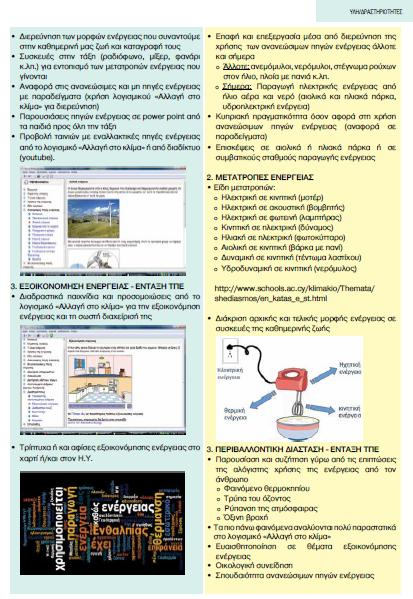 ΥΛΗ/ΔΡΑΣΤΗΡΙΟΤΗΤΕΣ
• Διερεύνηση των μορφών ενέργειας που συναντούμε
στην καθημερινή μας ζωή και καταγραφή τους
• Συσκευές στην τάξη (ραδιόφωνο, μίξερ, φανάρι
κ.λπ.) για εντοπισμό των μετατροπών ενέργειας που
γίνονται
• Αναφορά στις ανανεώσιμες και μη πηγές ενέργειας
με παραδείγματα (χρήση λογισμικού «Αλλαγή στο
κλίμα» για διερεύνηση)
• Παρουσιάσεις πηγών ενέργειας σε power point από
τα παιδιά προς όλη την τάξη
• Προβολή ταινιών με εναλλακτικές πηγές ενέργειας
από το λογισμικό «Αλλαγή στο κλίμα» ή από διαδίκτυο
(youtube).
3. ΕΞΟΙΚΟΝΟΜΗΣΗ ΕΝΕΡΓΕΙΑΣ - ΕΝΤΑΞΗ ΤΠΕ
• Διαδραστικά παιχνίδια και προσομοιώσεις από το
λογισμικό «Αλλαγή στο κλίμα» για την εξοικονόμηση
ενέργειας και τη σωστή διαχείρισή της
• Τρίπτυχα ή και αφίσες εξοικονόμησης ενέργειας στο
χαρτί ή/και στον Η.Υ.
χρησιμοποιείται
καθώς
ενέργειας
Ενθαλπίας
έχει
επιφάνεια
• Επαφή και επεξεργασία μέσα από διερεύνηση της
χρήσης των ανανεώσιμων πηγών ενέργειας άλλοτε
και σήμερα
o Άλλοτε: ανεμόμυλοι, νερόμυλοι, στέγνωμα ρούχων
στον ήλιο, πλοία με πανιά κ.λπ.
o Σήμερα: Παραγωγή ηλεκτρικής ενέργειας από
ήλιο αέρα και νερό (αιολικά και ηλιακά πάρκα,
υδροηλεκτρική ενέργεια)
• Κυπριακή πραγματικότητα όσον αφορά στη χρήση
ανανεώσιμων πηγών ενέργειας (αναφορά σε
παραδείγματα)
• Επισκέψεις σε αιολικά ή ηλιακά πάρκα ή σε
συμβατικούς σταθμούς παραγωγής ενέργειας
2. ΜΕΤΑΤΡΟΠΕΣ ΕΝΕΡΓΕΙΑΣ
• Είδη μετατροπών:
o Ηλεκτρική σε κινητική (μοτέρ)
o Ηλεκτρική σε ακουστική (βομβητής)
o Ηλεκτρική σε φωτεινή (λαμπτήρας)
o Κινητική σε ηλεκτρική (δύναμος)
o Ηλιακή σε ηλεκτρική (φωτοκύτταρο)
o Αιολική σε κινητική (βάρκα με πανί)
o Δυναμική σε κινητική (τέντωμα λαστίχου)
o Υδροδυναμική σε κινητική (νερόμυλος)
http://www.schools.ac.cy/klimakio/Themata/
shediasmos/en_katas_e_st.html
• Διάκριση αρχικής και τελικής μορφής ενέργειας σε
συσκευές της καθημερινής ζωής
Ηλεκτρική
ενέργεια
Ηχητική
ενέργεια
θερμική
ενέργεια
κινητική
ενέργεια
3. ΠΕΡΙΒΑΛΛΟΝΤΙΚΗ ΔΙΑΣΤΑΣΗ - ΕΝΤΑΞΗ ΤΠΕ
• Παρουσίαση και συζήτηση γύρω από τις επιπτώσεις
της αλόγιστης χρήσης της ενέργειας από τον
άνθρωπο
o Φαινόμενο θερμοκηπίου
o Τρύπα του όζοντος
o Ρύπανση της ατμόσφαιρας
o Όξινη βροχή
• Τα πιο πάνω φαινόμενα αναλύονται πολύ παραστατικά
στο λογισμικό «Αλλαγή στο κλίμα»
• Ευαισθητοποίηση σε θέματα εξοικονόμησης
ενέργειας
• Οικολογική συνείδηση
• Σπουδαιότητα ανανεώσιμων πηγών ενέργειας